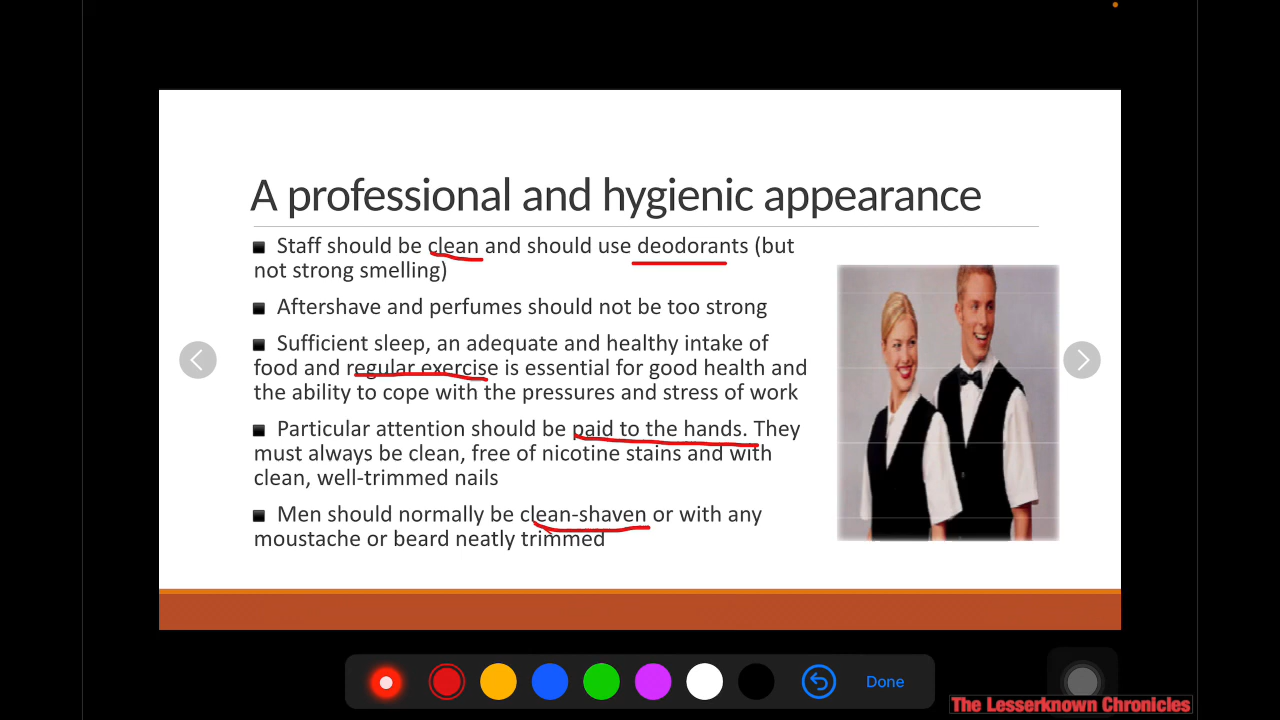 A professional and hygienic appearance
Staff should be clean and should use deodorants (but
not strong smelling)
Aftershave and perfumes should not be too strong
Sufficient sleep, an adequate and healthy intake of
food and regular exercise is essential for good health and
the ability to cope with the pressures and stress of work
Particular attention should be paid to the hands. They
must always be clean, free of nicotine stains and with
clean, well-trimmed nails
Men should normally be clean-shaven or with any
moustache or beard neatly trimmed
Done
The Lesserknown Chronicles